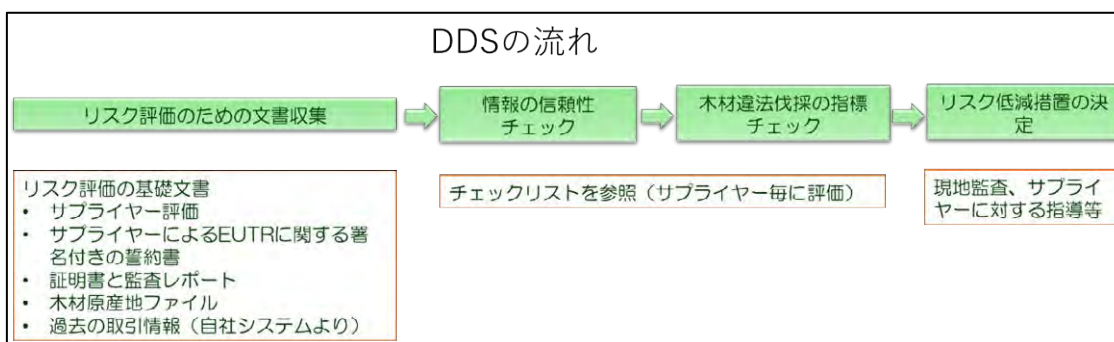 DDSの流れ
リスク評価のための文書収集
情報の信頼性
チェック
木材違法伐採の指標
チェック
リスク低減措置の決
定
リスク評価の基礎文書
• サプライヤー評価
• サプライヤーによるEUTRに関する署
名付きの誓約書
• 証明書と監査レポート
• 木材原産地ファイル
• 過去の取引情報（自社システムより）
チェックリストを参照（サプライヤー毎に評価）
現地監査、サプライ
ヤーに対する指導等